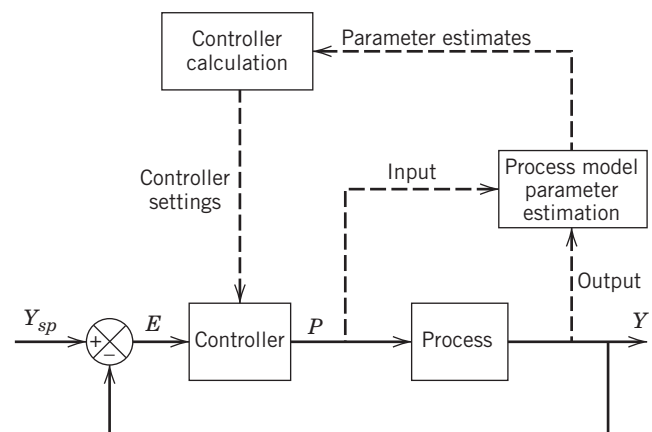 Controller
calculation
Parameter estimates
Process model
parameter
estimation
Controller
settings
Input
Output
Y_sp
+
−
E
Controller
P
Process
Y